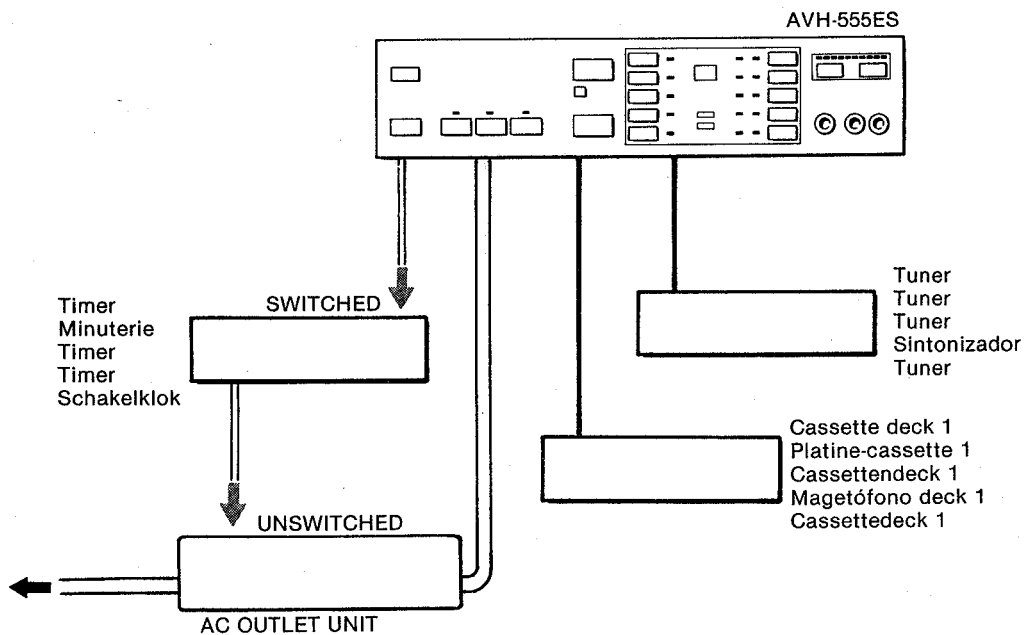 AVH-555ES
Timer
Minuterie
Timer
Timer
Schakelklok
SWITCHED
Tuner
Tuner
Tuner
Sintonizador
Tuner
Cassette deck 1
Platine-cassette 1
Cassettendeck 1
Magetófono deck 1
Cassettedeck 1
UNSWITCHED
AC OUTLET UNIT